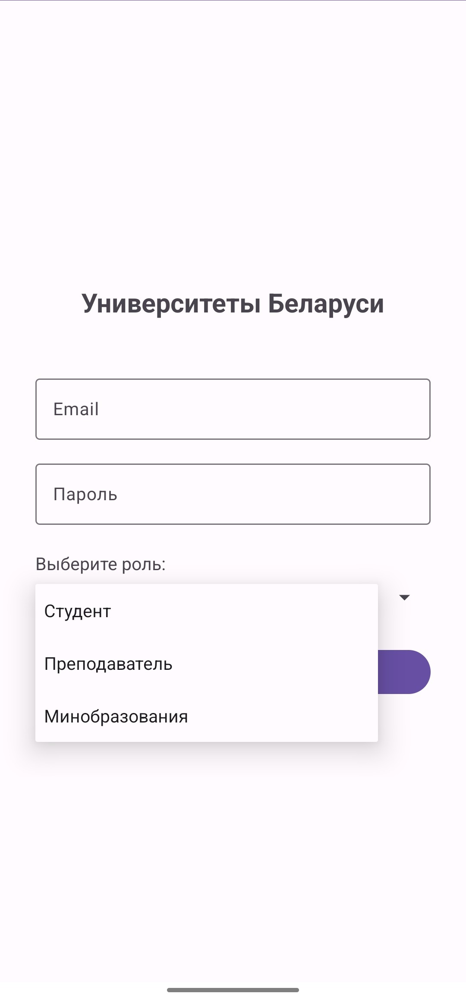 Университеты Беларуси
Email
Пароль
Выберите роль:
Студент
Преподаватель
Минобразования